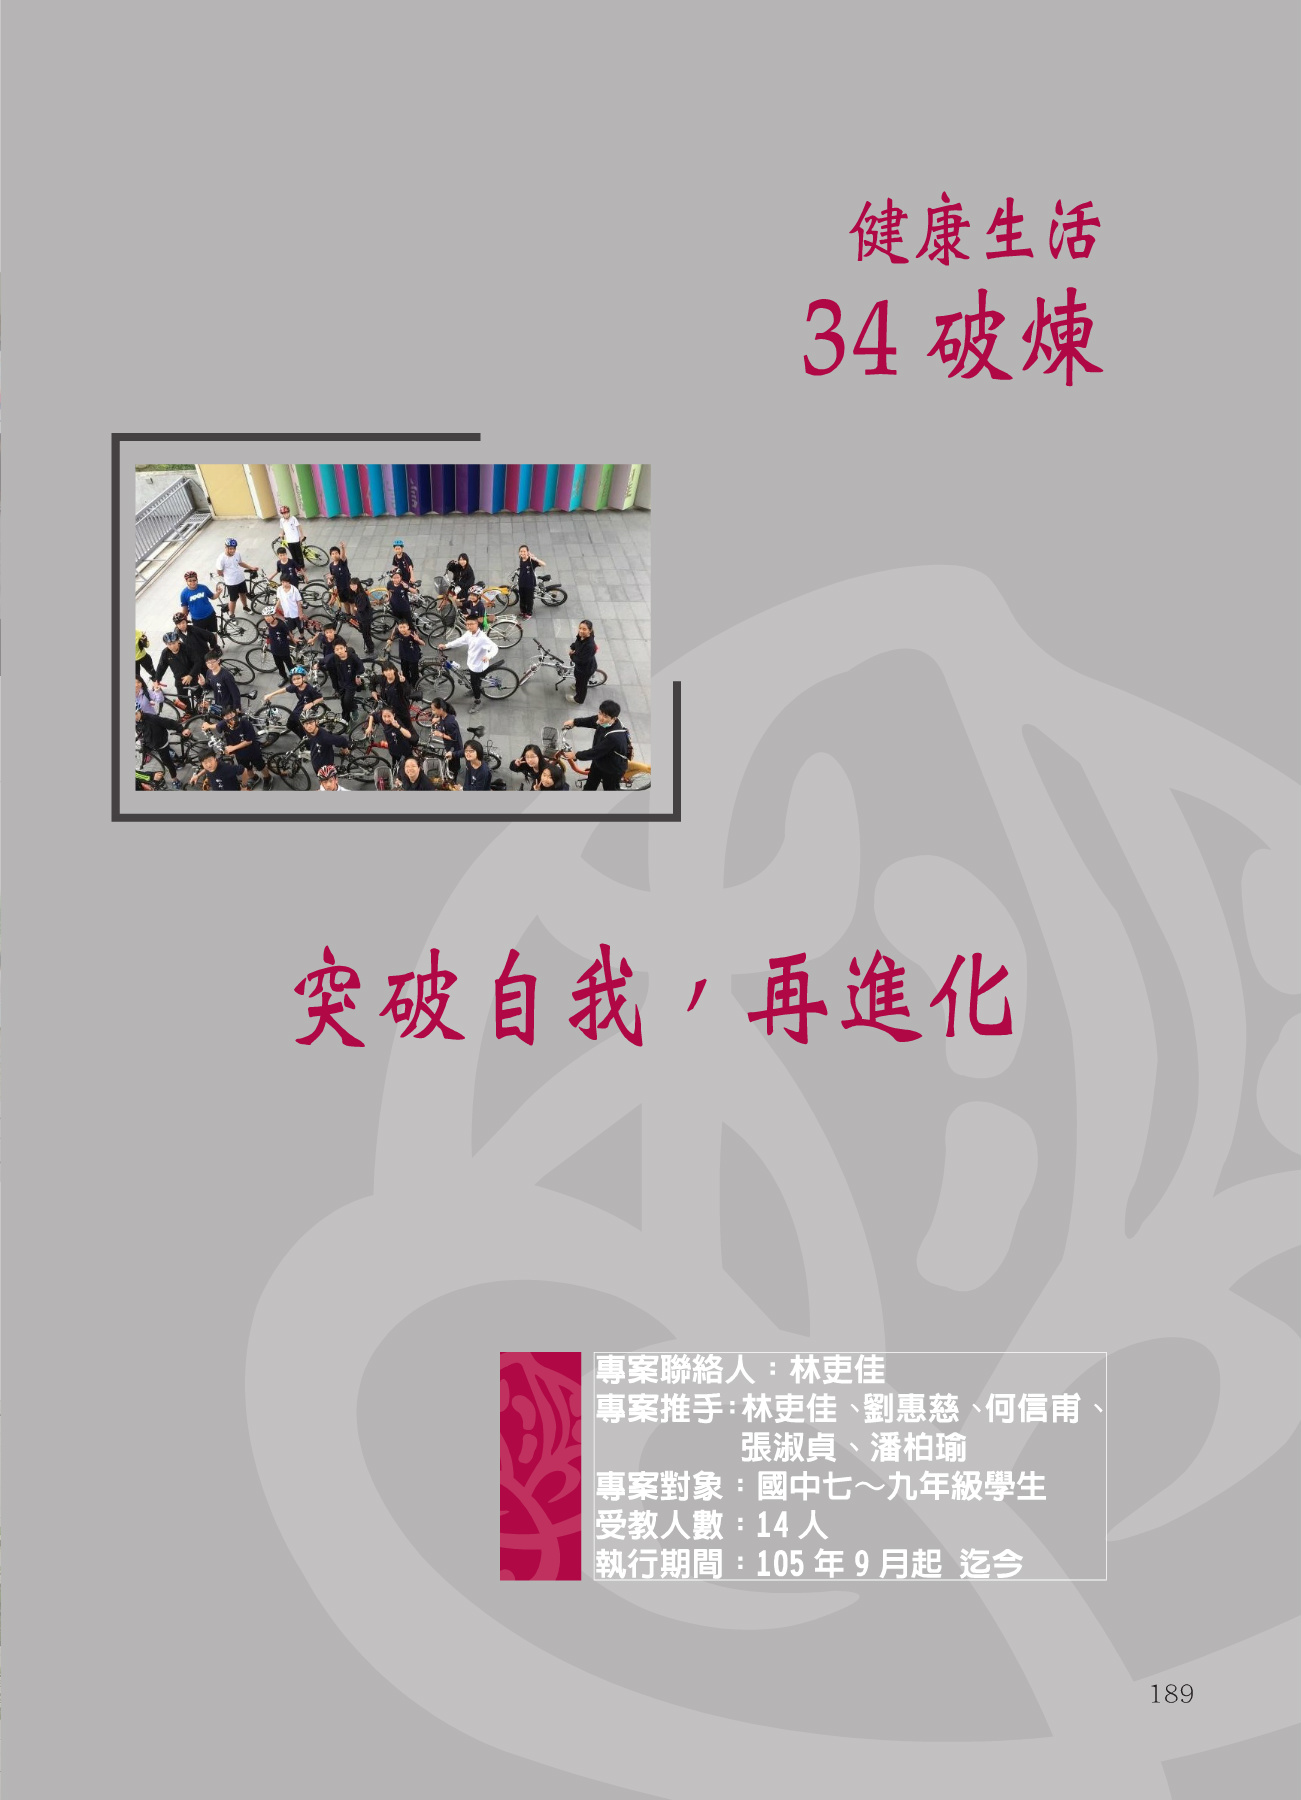 健康生活
34 破煉
突破自我，再進化
專案聯絡人：林吏佳
專案推手：林吏佳、劉惠慈、何信甫、
張淑貞、潘柏瑜
專案對象：國中七～九年級學生
受教人數：14 人
執行期間：105 年 9 月起 迄今
189